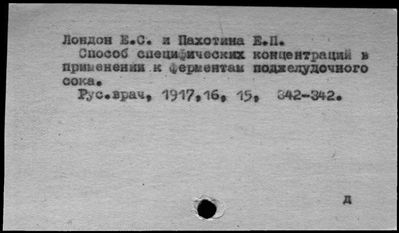 Лондон Е.С. и Пахотина Е.П.
Способ специфических концентраций в
применении к ферментам поджелудочного
сока.
Рус.врач, 1917,16, 15, 342-342.
Д